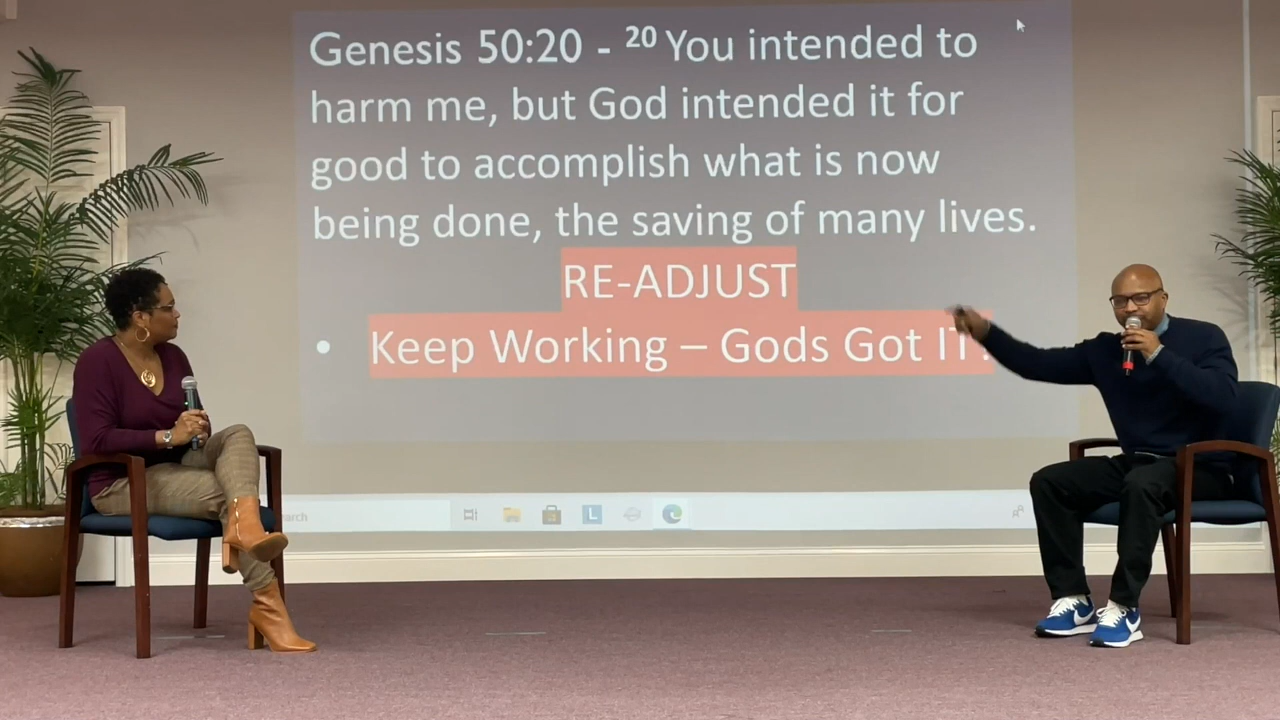 Genesis 50:20 - 20 You intended to
harm me, but God intended it for
good to accomplish what is now
being done, the saving of many lives.
RE-ADJUST
• Keep Working – Gods Got IT!
arch
L